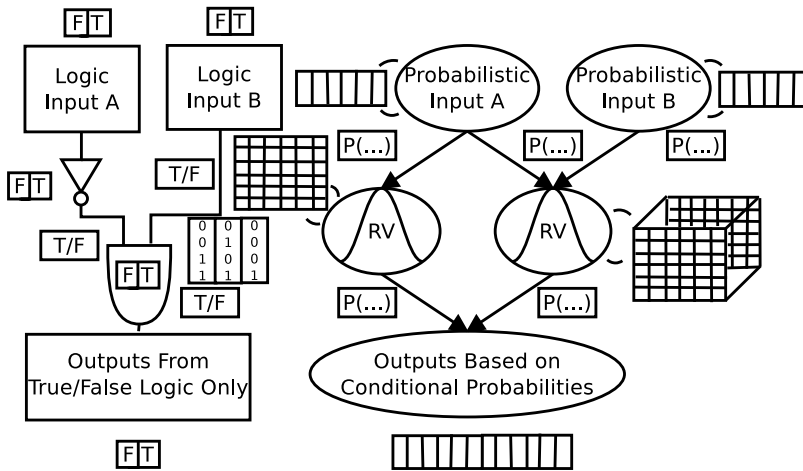 F T
F T
Logic
Input A
Logic
Input B
Probabilistic
Input A
Probabilistic
Input B
P(...)
P(...)
P(...)
T/F
F T
T/F
0 0 0
0 1 0
1 0 0
1 1 1
F T
T/F
RV
RV
P(...)
P(...)
Outputs From
True/False Logic Only
Outputs Based on
Conditional Probabilities
F T